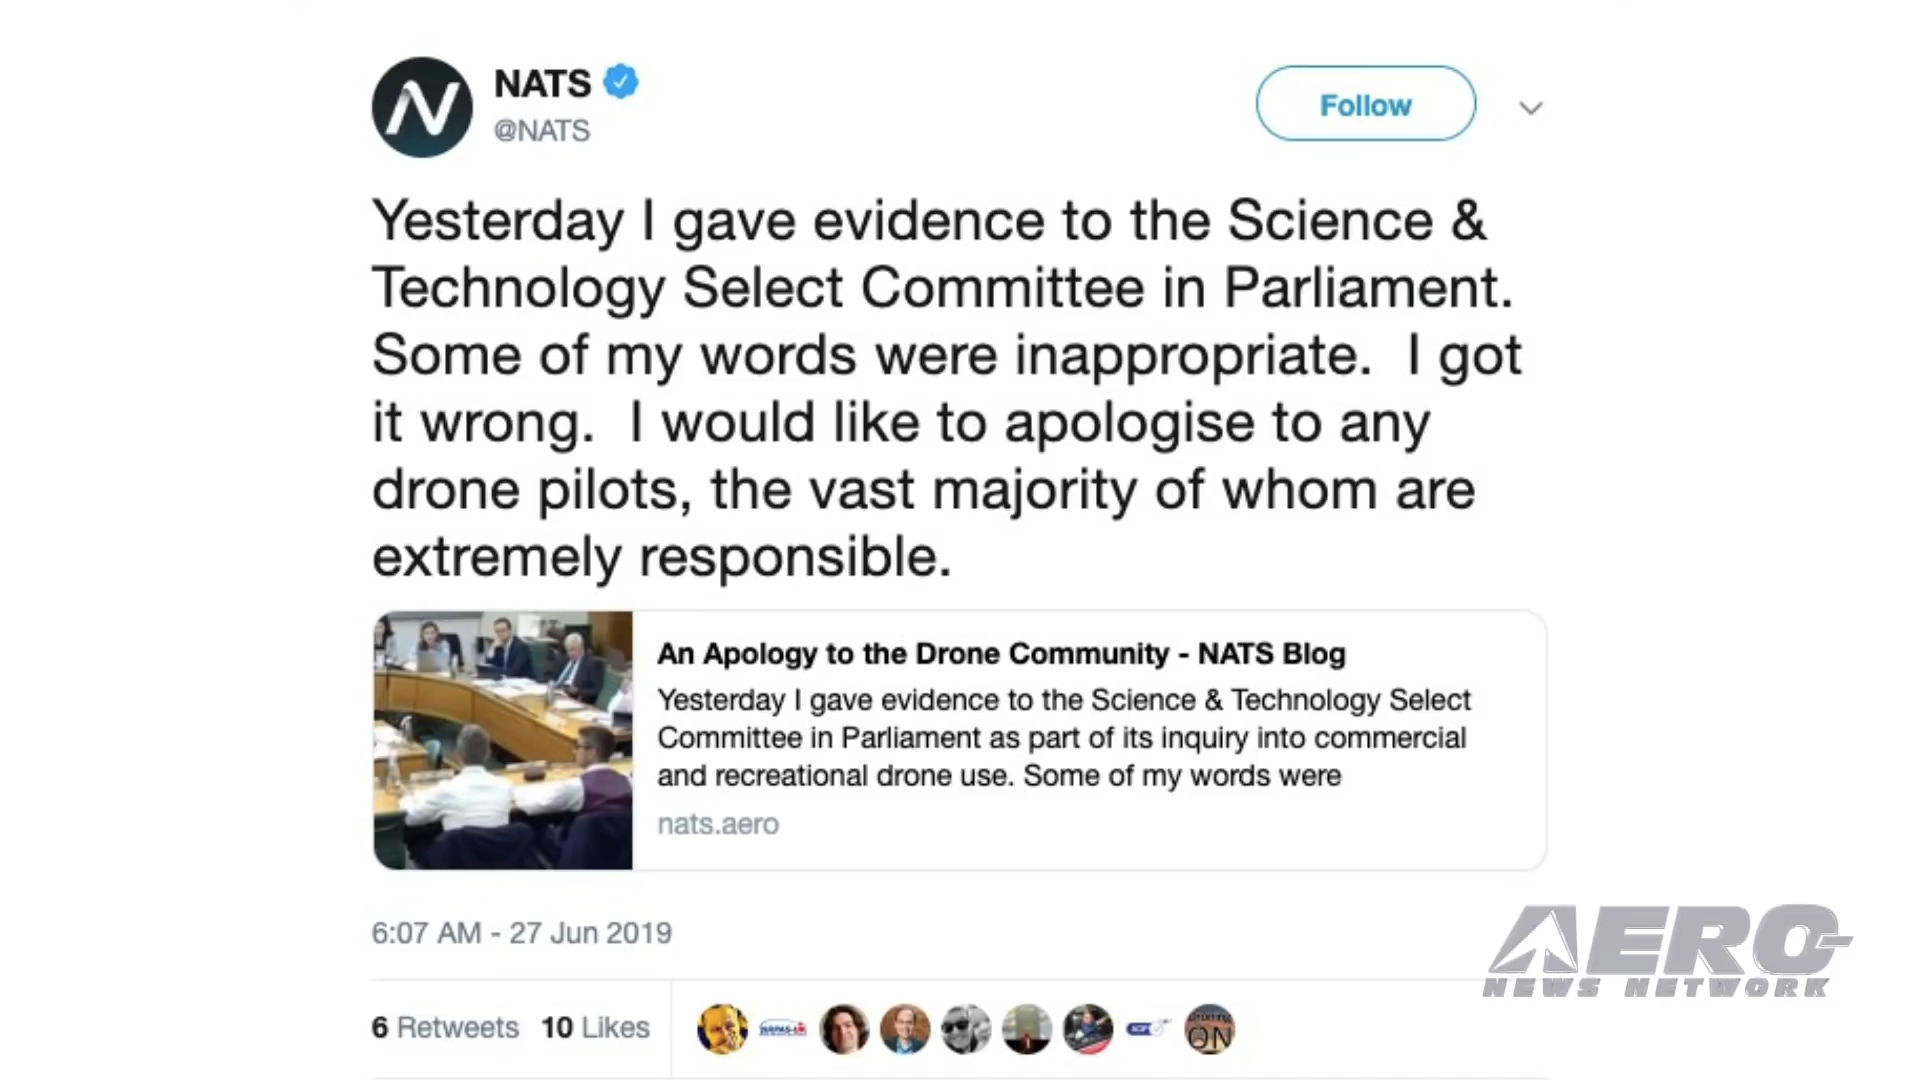 NATS
@NATS
Follow
Yesterday I gave evidence to the Science &
Technology Select Committee in Parliament.
Some of my words were inappropriate.  I got
it wrong.  I would like to apologise to any
drone pilots, the vast majority of whom are
extremely responsible.
An Apology to the Drone Community - NATS Blog
Yesterday I gave evidence to the Science & Technology Select
Committee in Parliament as part of its inquiry into commercial
and recreational drone use. Some of my words were
nats.aero
6:07 AM - 27 Jun 2019
AERO-
NEWS NETWORK
6 Retweets 10 Likes
ON